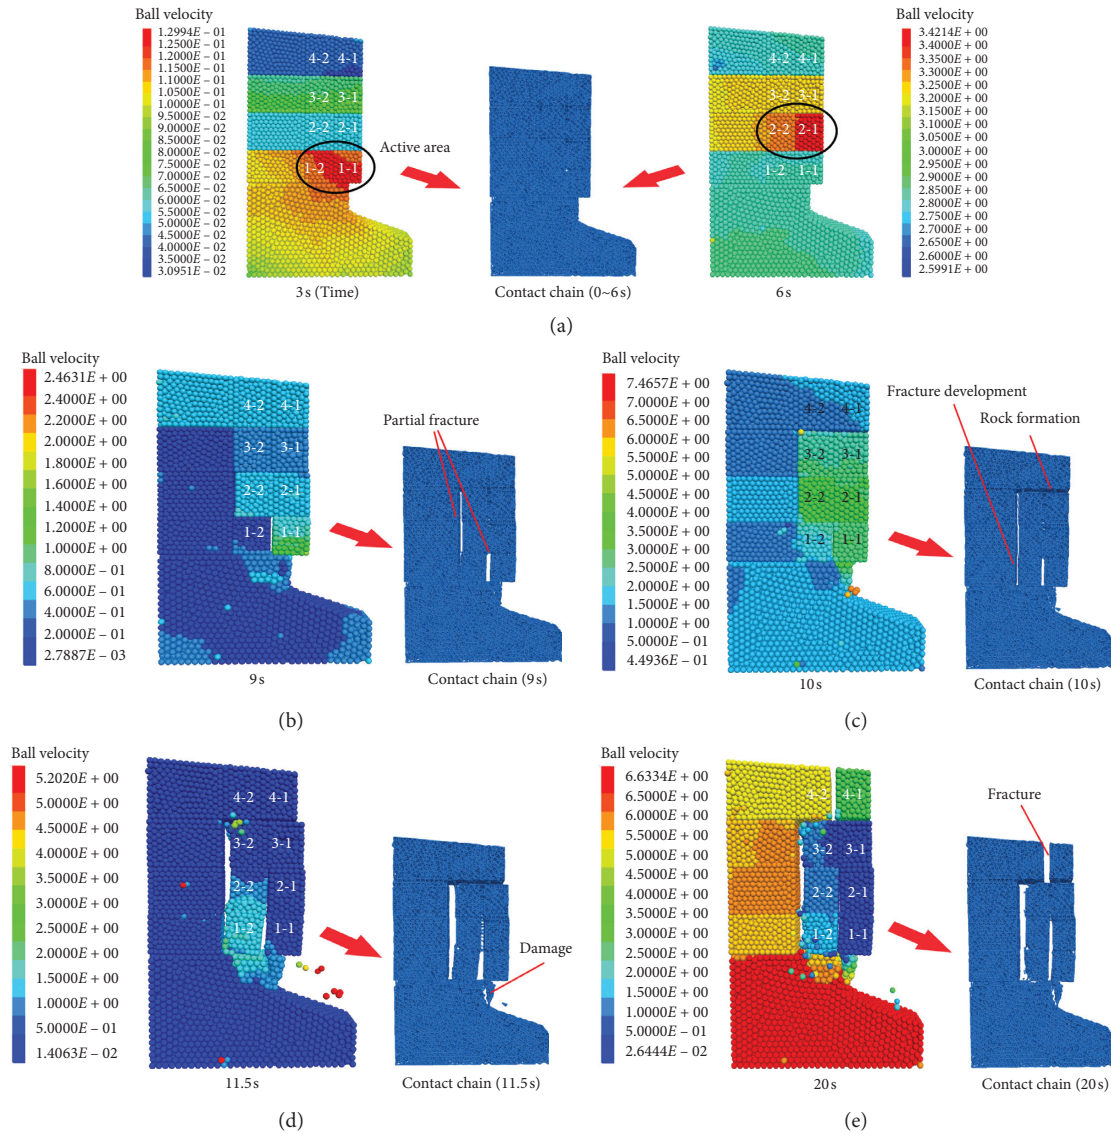 Ball velocity
1.2994E – 01
1.2500E – 01
1.2000E – 01
1.1500E – 01
1.1000E – 01
1.0500E – 01
1.0000E – 01
9.5000E – 02
9.0000E – 02
8.5000E – 02
8.0000E – 02
7.5000E – 02
7.0000E – 02
6.5000E – 02
6.0000E – 02
5.5000E – 02
5.0000E – 02
4.5000E – 02
4.0000E – 02
3.5000E – 02
3.0951E – 02
4-2 4-1
3-2 3-1
2-2 2-1
1-2 1-1
Active area
3 s (Time)
Contact chain (0~6 s)
4-2 4-1
3-2 3-1
2-2 2-1
1-2 1-1
6 s
Ball velocity
3.4214E + 00
3.4000E + 00
3.3500E + 00
3.3000E + 00
3.2500E + 00
3.2000E + 00
3.1500E + 00
3.1000E + 00
3.0500E + 00
3.0000E + 00
2.9500E + 00
2.9000E + 00
2.8500E + 00
2.8000E + 00
2.7500E + 00
2.7000E + 00
2.6500E + 00
2.6000E + 00
2.5991E + 00
(a)
Ball velocity
2.4631E + 00
2.4000E + 00
2.2000E + 00
2.0000E + 00
1.8000E + 00
1.6000E + 00
1.4000E + 00
1.2000E + 00
1.0000E + 00
8.0000E – 01
6.0000E – 01
4.0000E – 01
2.0000E – 01
2.7887E – 03
4-2 4-1
3-2 3-1
2-2 2-1
1-2 1-1
Partial fracture
9 s
Contact chain (9 s)
(b)
Ball velocity
7.4657E + 00
7.0000E + 00
6.5000E + 00
6.0000E + 00
5.5000E + 00
5.0000E + 00
4.5000E + 00
4.0000E + 00
3.5000E + 00
3.0000E + 00
2.5000E + 00
2.0000E + 00
1.5000E + 00
1.0000E + 00
5.0000E – 01
4.4936E – 01
4-2 4-1
3-2 3-1
2-2 2-1
1-2 1-1
Fracture development
Rock formation
10 s
Contact chain (10 s)
(c)
Ball velocity
5.2020E + 00
5.0000E + 00
4.5000E + 00
4.0000E + 00
3.5000E + 00
3.0000E + 00
2.5000E + 00
2.0000E + 00
1.5000E + 00
1.0000E + 00
5.0000E – 01
1.4063E – 02
4-2 4-1
3-2 3-1
2-2 2-1
1-2 1-1
Damage
11.5 s
Contact chain (11.5 s)
(d)
Ball velocity
6.6334E + 00
6.5000E + 00
6.0000E + 00
5.5000E + 00
5.0000E + 00
4.5000E + 00
4.0000E + 00
3.5000E + 00
3.0000E + 00
2.5000E + 00
2.0000E + 00
1.5000E + 00
1.0000E + 00
5.0000E – 01
2.6444E – 02
4-2 4-1
3-2 3-1
2-2 2-1
1-2 1-1
Fracture
20 s
Contact chain (20 s)
(e)